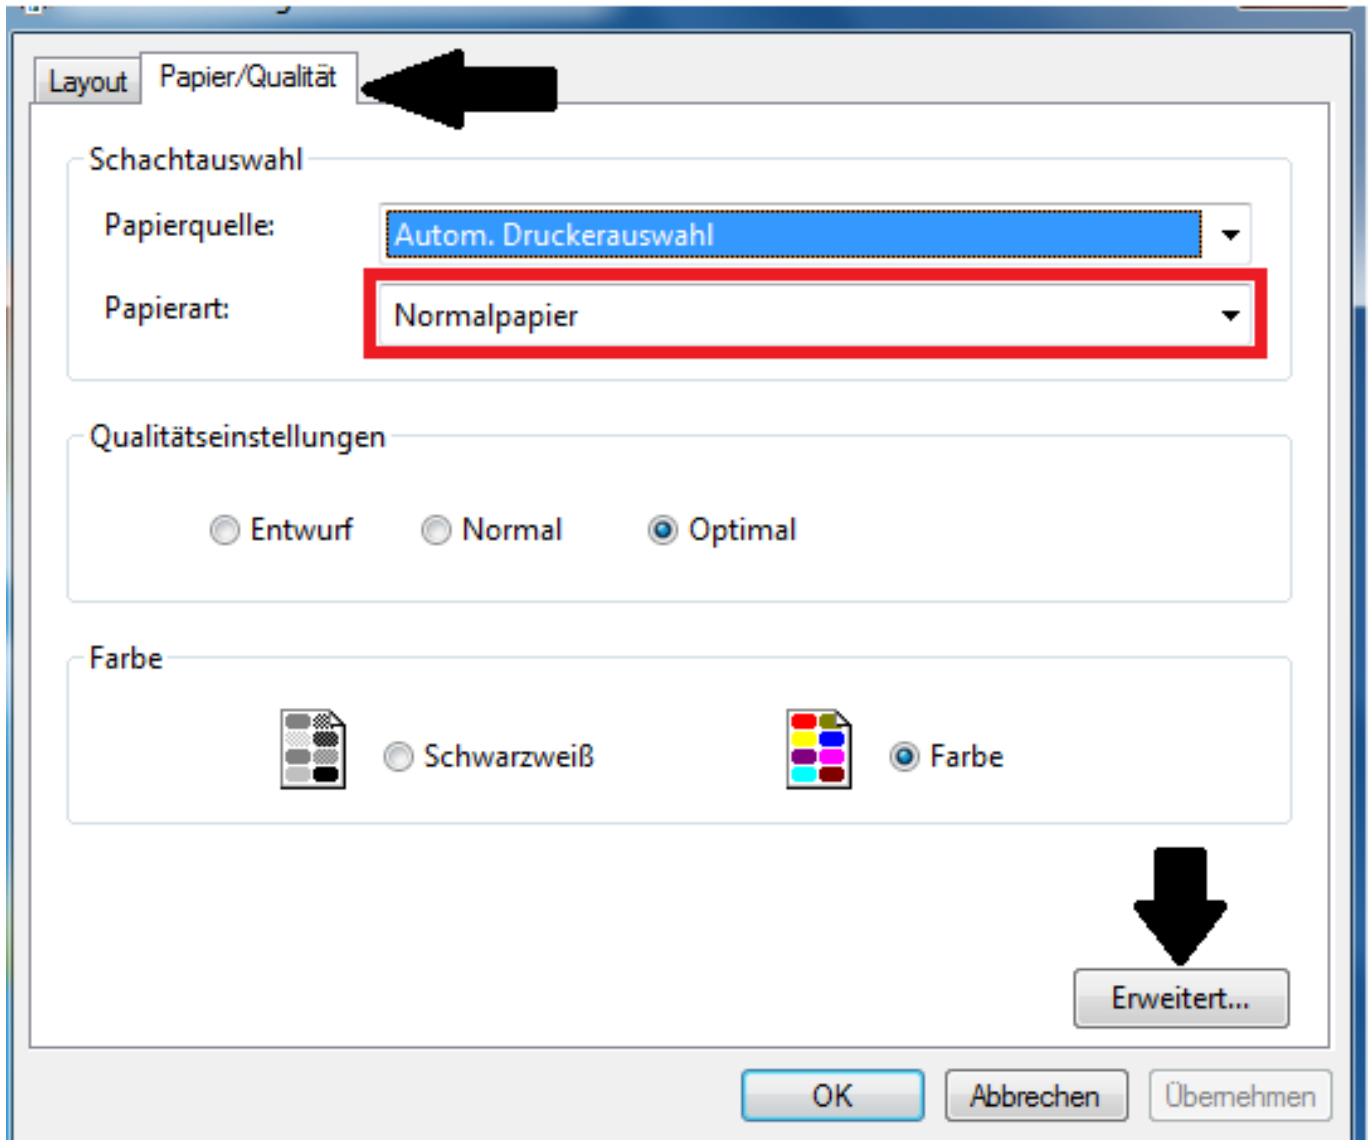 Layout
Papier/Qualität
Schachtauswahl
Papierquelle:
Autom. Druckerauswahl
Papierart:
Normalpapier
Qualitätseinstellungen
Entwurf
Normal
Optimal
Farbe
Schwarzweiß
Farbe
Erweitert...
OK
Abbrechen
Übernehmen